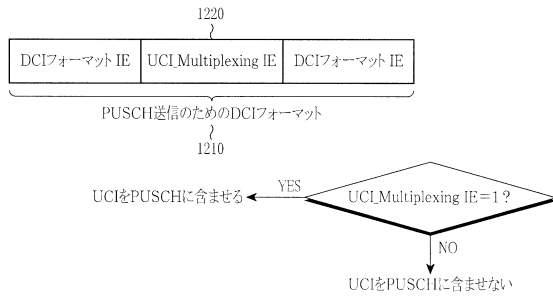 1220
DCIフォーマット IE UCI_Multiplexing IE DCIフォーマット IE
PUSCH送信のためのDCIフォーマット
1210
UCIをPUSCHに含ませる YES UCI_Multiplexing IE=1?
NO
UCIをPUSCHに含ませない